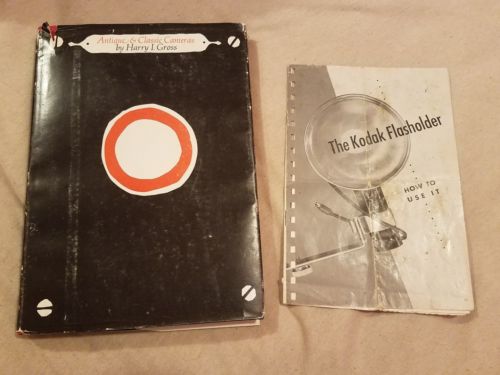 Antique & Classic Cameras
by Harry I. Gross
The Kodak Flasholder
HOW TO
USE IT